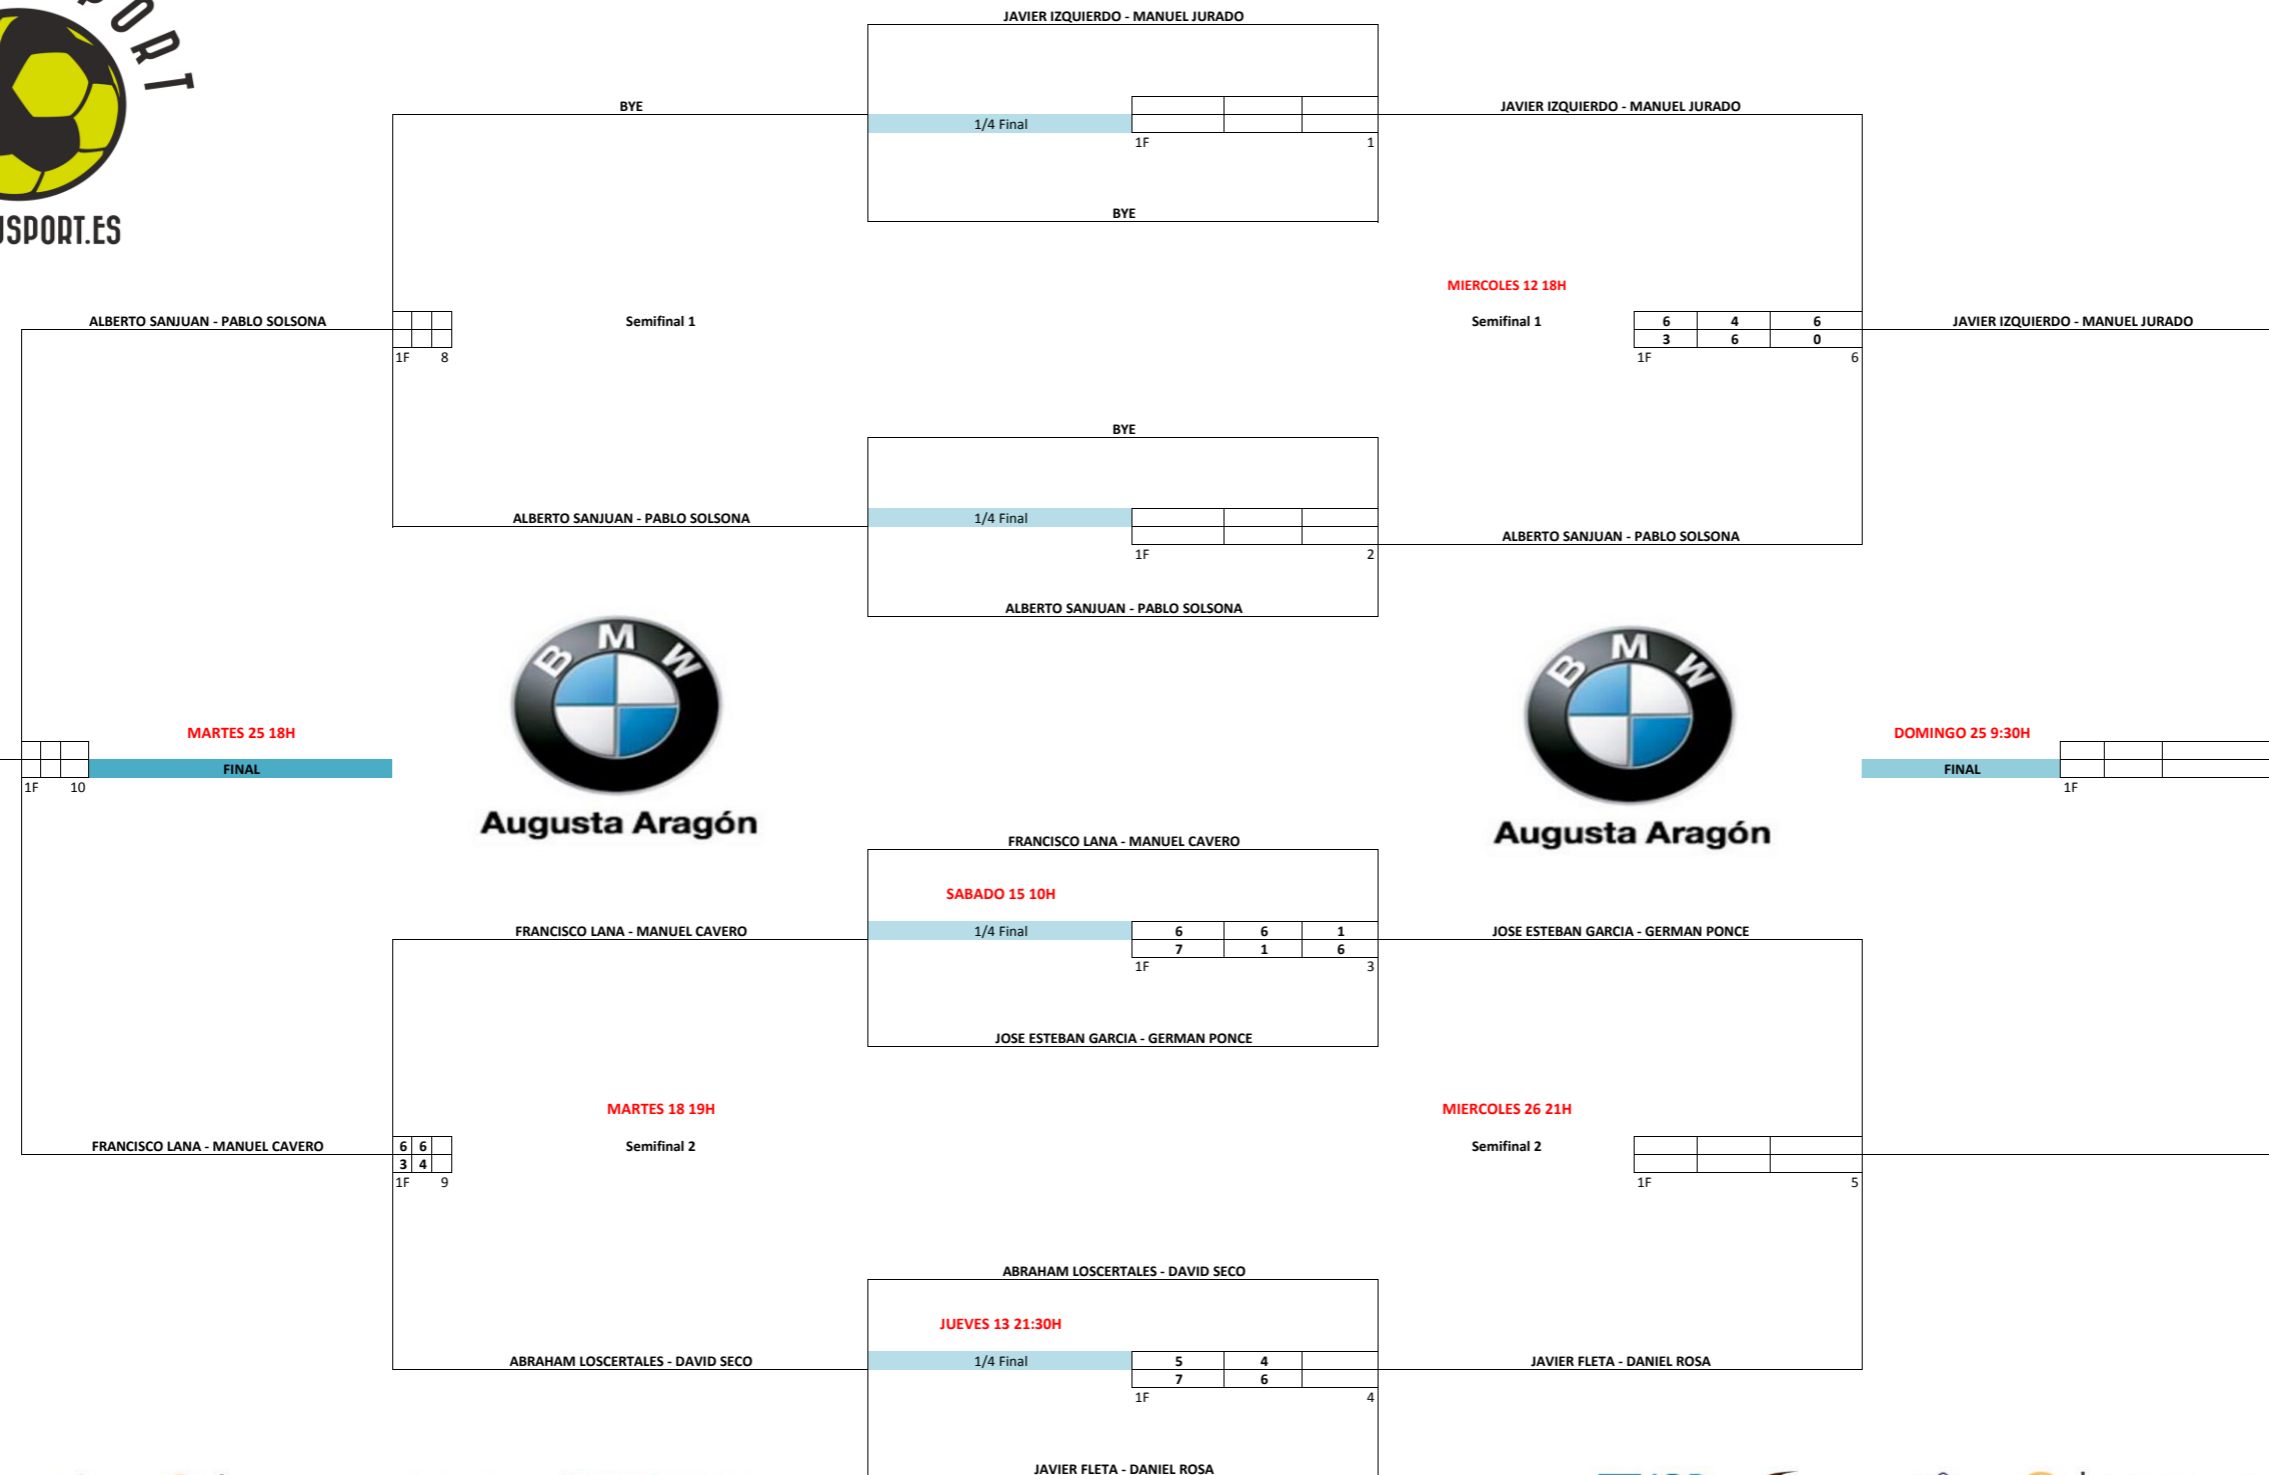 PORT
USPORT.ES
JAVIER IZQUIERDO - MANUEL JURADO
BYE
1/4 Final
JAVIER IZQUIERDO - MANUEL JURADO
1F 1
BYE
MIERCOLES 12 18H
ALBERTO SANJUAN - PABLO SOLSONA
Semifinal 1
Semifinal 1
6 4 6
JAVIER IZQUIERDO - MANUEL JURADO
3 6 0
1F 8
1F 6
BYE
ALBERTO SANJUAN - PABLO SOLSONA
1/4 Final
ALBERTO SANJUAN - PABLO SOLSONA
1F 2
ALBERTO SANJUAN - PABLO SOLSONA
BMW
BMW
MARTES 25 18H
DOMINGO 25 9:30H
FINAL
FINAL
1F 10
1F
Augusta Aragón
Augusta Aragón
FRANCISCO LANA - MANUEL CAVERO
SABADO 15 10H
FRANCISCO LANA - MANUEL CAVERO
1/4 Final
6 6 1
JOSE ESTEBAN GARCIA - GERMAN PONCE
7 1 6
1F 3
JOSE ESTEBAN GARCIA - GERMAN PONCE
MARTES 18 19H
MIERCOLES 26 21H
FRANCISCO LANA - MANUEL CAVERO
6 6
Semifinal 2
Semifinal 2
3 4
1F 9
1F 5
ABRAHAM LOSCERTALES - DAVID SECO
JUEVES 13 21:30H
ABRAHAM LOSCERTALES - DAVID SECO
1/4 Final
5 4
JAVIER FLETA - DANIEL ROSA
7 6
1F 4
JAVIER FLETA - DANIEL ROSA